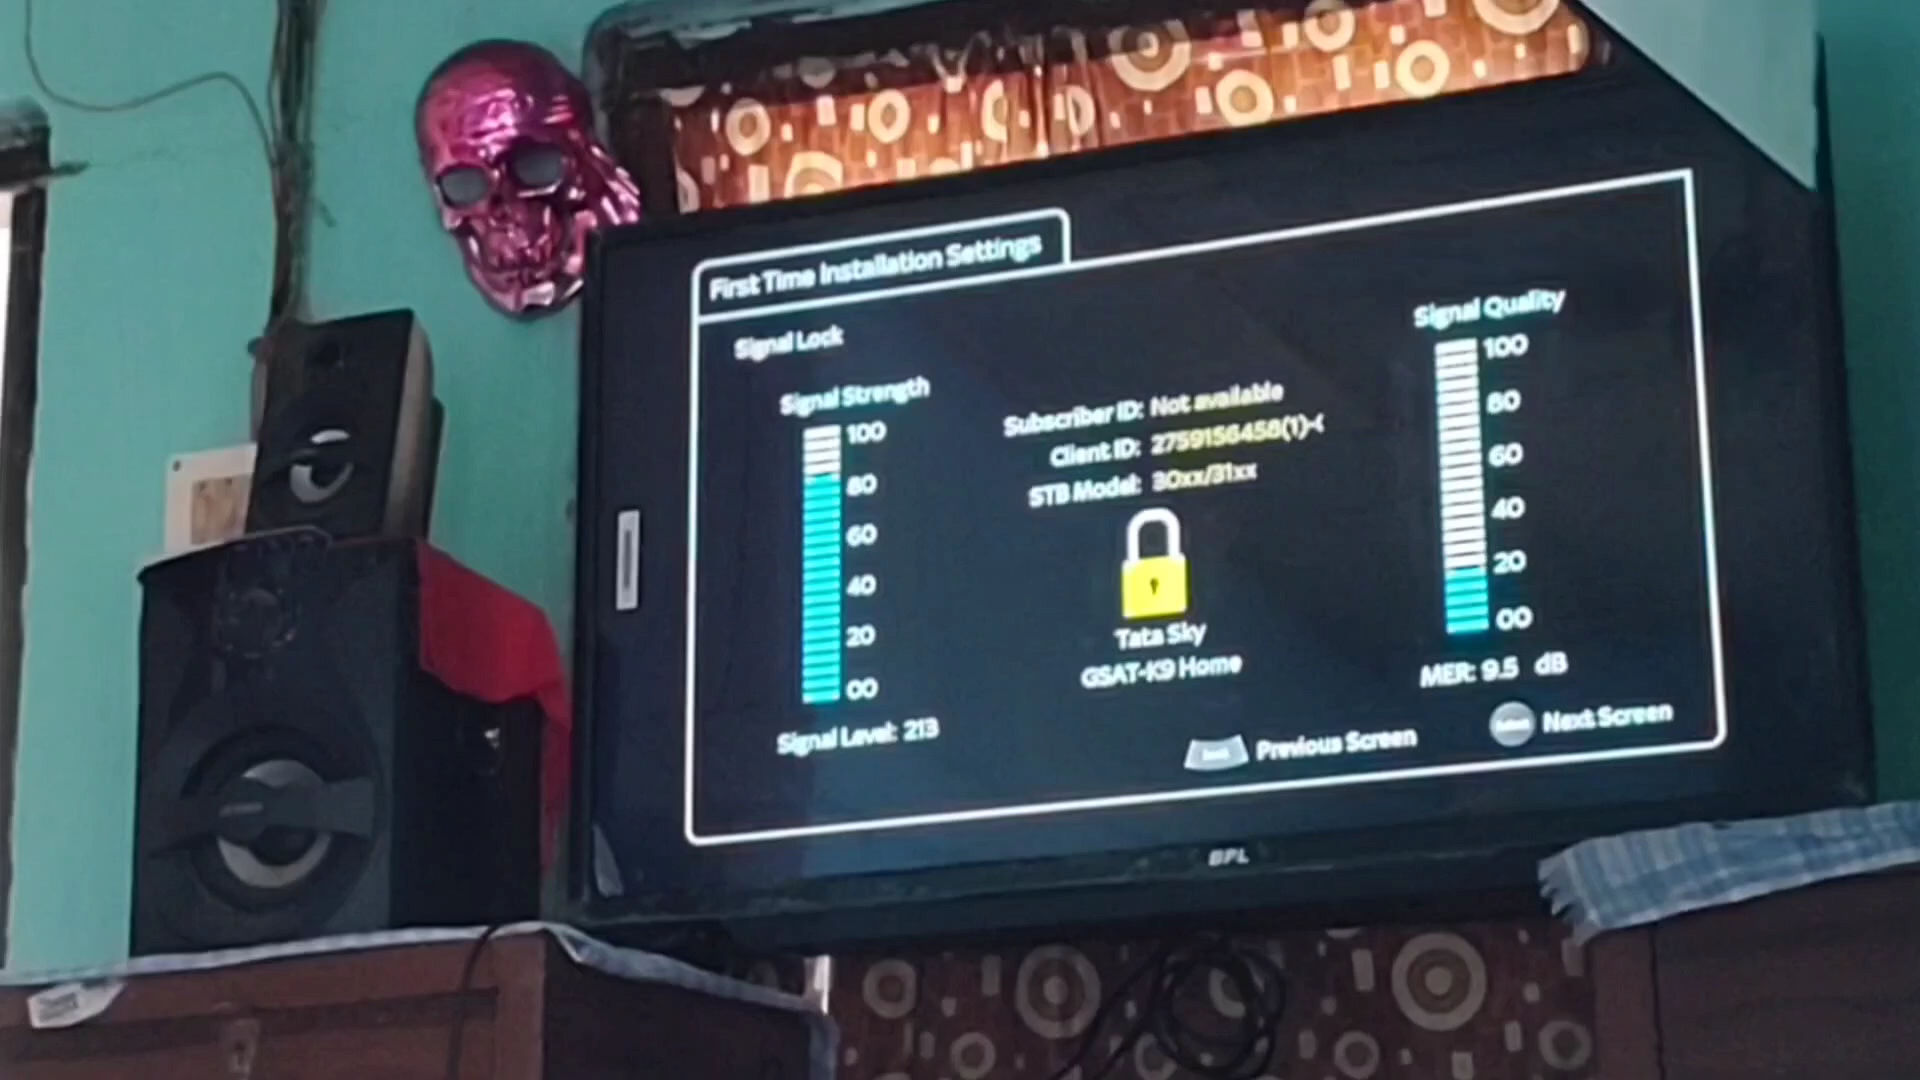 First Time Installation Settings
Signal Lock
Signal Strength
100
80
60
40
20
00
Signal Level: 213
Subscriber ID: Not available
Client ID: 2759156458(1)-(
STB Model: 30xx/31xx
Tata Sky
GSAT-K9 Home
Signal Quality
100
80
60
40
20
00
MER: 9.5 dB
Previous Screen
Select Next Screen
BPL